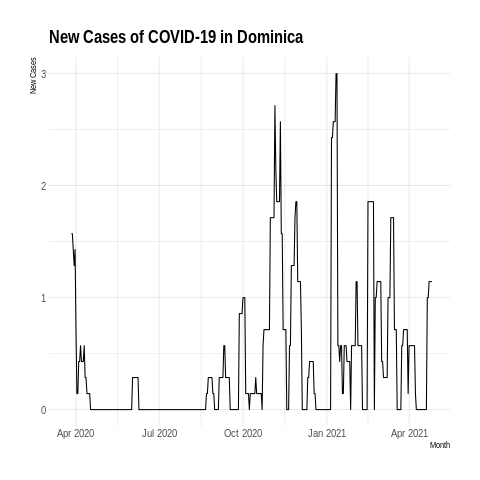 New Cases of COVID-19 in Dominica
New Cases
3
2
1
0
Apr 2020 Jul 2020 Oct 2020 Jan 2021 Apr 2021
Month